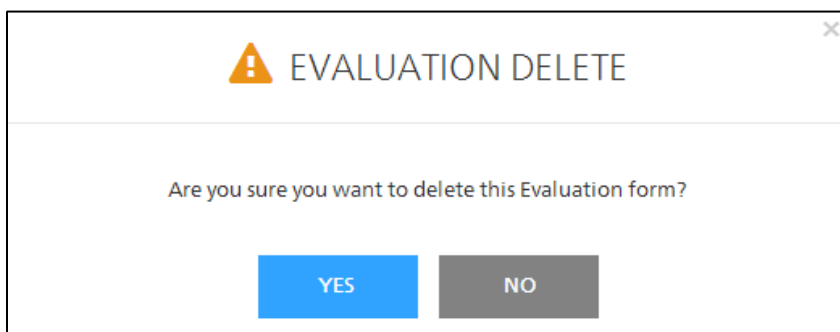 EVALUATION DELETE
Are you sure you want to delete this Evaluation form?
YES NO